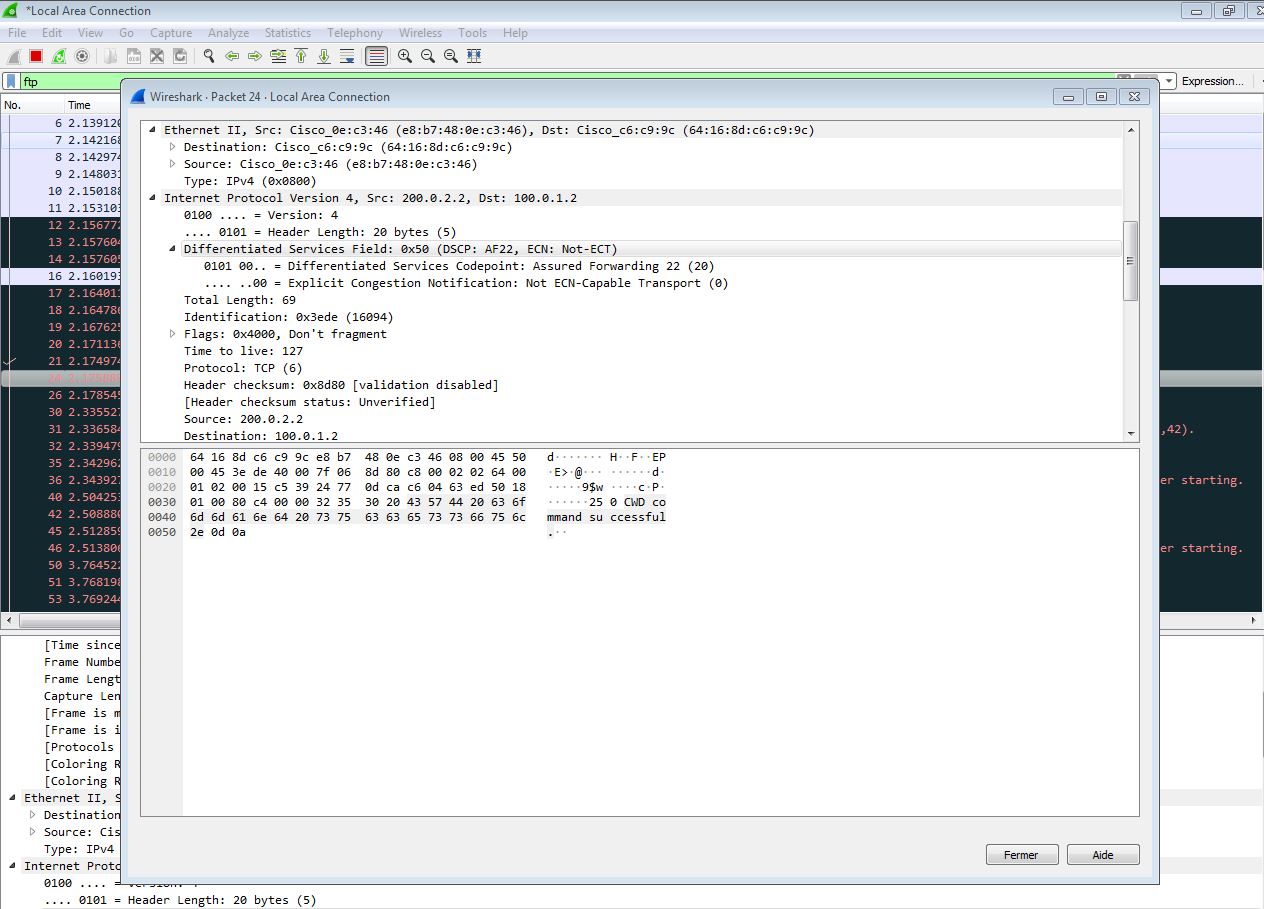 *Local Area Connection
File Edit View Go Capture Analyze Statistics Telephony Wireless Tools Help
ftp
Expression...
No. Time
6 2.139120
7 2.142168
8 2.142974
9 2.148031
10 2.150188
11 2.153103
12 2.156772
13 2.157604
14 2.157605
16 2.160193
17 2.164011
18 2.164786
19 2.167625
20 2.171136
21 2.174974
24
26 2.178545
30 2.335527
31 2.336584
,42).
32 2.339479
35 2.342962
36 2.343927
er starting.
40 2.504253
42 2.508880
45 2.512859
46 2.513806
er starting.
50 3.764522
51 3.768198
53 3.769244
Wireshark · Packet 24 · Local Area Connection
Ethernet II, Src: Cisco_0e:c3:46 (e8:b7:48:0e:c3:46), Dst: Cisco_c6:c9:9c (64:16:8d:c6:c9:9c)
Destination: Cisco_c6:c9:9c (64:16:8d:c6:c9:9c)
Source: Cisco_0e:c3:46 (e8:b7:48:0e:c3:46)
Type: IPv4 (0x0800)
Internet Protocol Version 4, Src: 200.0.2.2, Dst: 100.0.1.2
0100 .... = Version: 4
.... 0101 = Header Length: 20 bytes (5)
Differentiated Services Field: 0x50 (DSCP: AF22, ECN: Not-ECT)
0101 00.. = Differentiated Services Codepoint: Assured Forwarding 22 (20)
.... ..00 = Explicit Congestion Notification: Not ECN-Capable Transport (0)
Total Length: 69
Identification: 0x3ede (16094)
Flags: 0x4000, Don't fragment
Time to live: 127
Protocol: TCP (6)
Header checksum: 0x8d80 [validation disabled]
[Header checksum status: Unverified]
Source: 200.0.2.2
Destination: 100.0.1.2
0000 64 16 8d c6 c9 9c e8 b7 48 0e c3 46 08 00 45 50 d······· H··F··EP
0010 00 45 3e de 40 00 7f 06 8d 80 c8 00 02 02 64 00 ·E>·@··· ······d·
0020 01 02 00 15 c5 39 24 77 0d ca c6 04 63 ed 50 18 ·····9$w ····c·P·
0030 01 00 80 c4 00 00 32 35 30 20 43 57 44 20 63 6f ······25 0 CWD co
0040 6d 6d 61 6e 64 20 73 75 63 63 65 73 73 66 75 6c mmand su ccessful
0050 2e 0d 0a .··
Fermer
Aide
[Time since
Frame Numbe
Frame Lengt
Capture Len
[Frame is m
[Frame is i
[Protocols
[Coloring R
[Coloring R
Ethernet II, S
Destination
Source: Cis
Type: IPv4
Internet Proto
0100 .... =
.... 0101 = Header Length: 20 bytes (5)